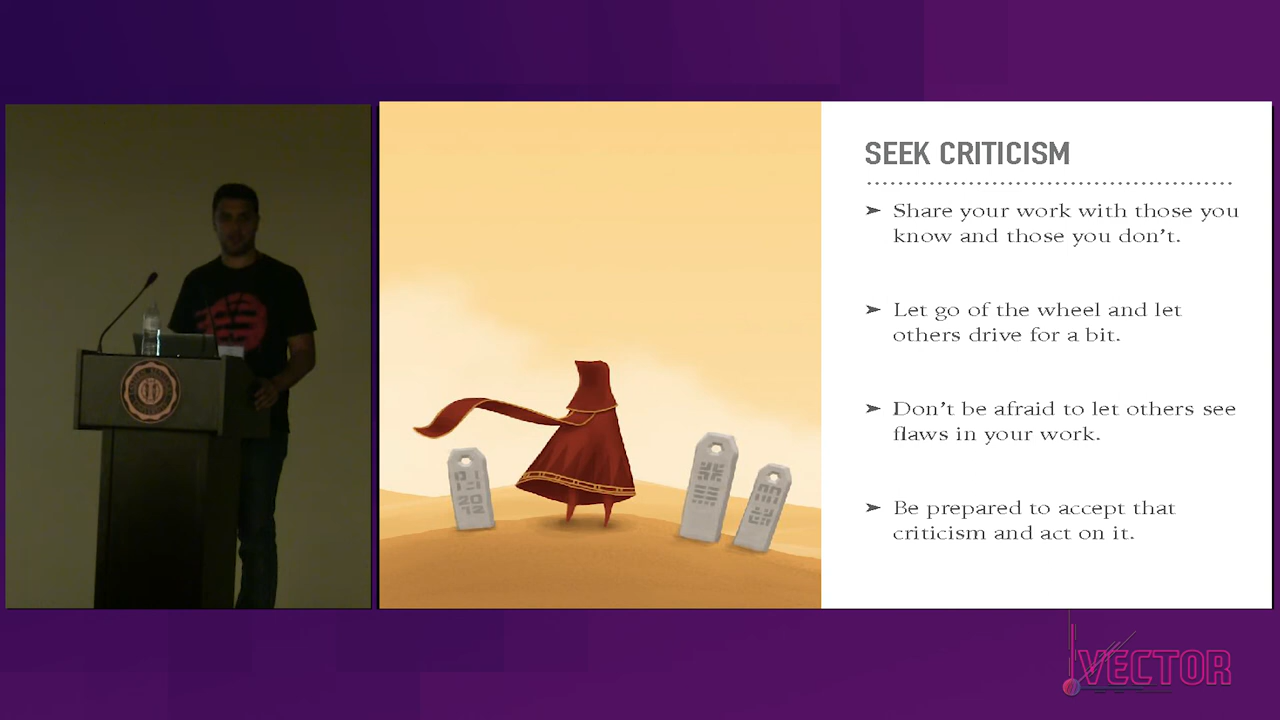 SEEK CRITICISM
➤ Share your work with those you
know and those you don't.
➤ Let go of the wheel and let
others drive for a bit.
➤ Don't be afraid to let others see
flaws in your work.
➤ Be prepared to accept that
criticism and act on it.
20
12
VECTOR